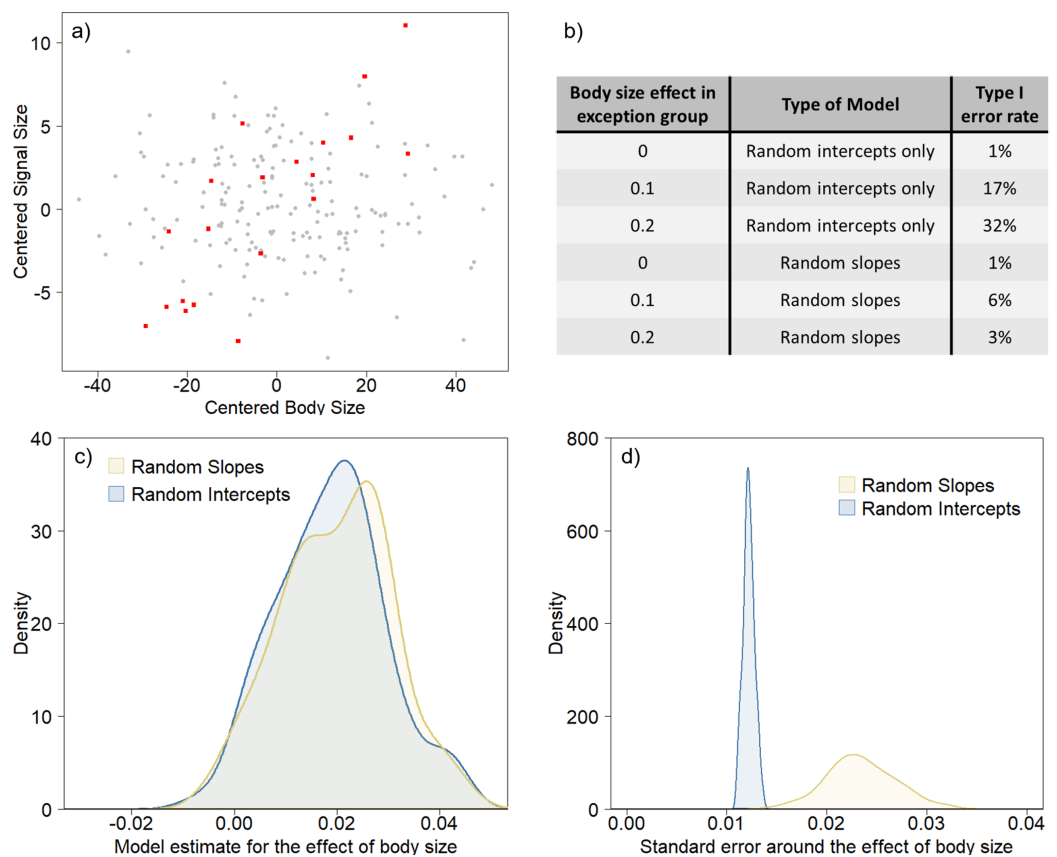 a)
10
5
0
-5
Centered Signal Size
-40 -20 0 20 40
Centered Body Size
b)
Body size effect in exception group Type of Model Type I error rate
0 Random intercepts only 1%
0.1 Random intercepts only 17%
0.2 Random intercepts only 32%
0 Random slopes 1%
0.1 Random slopes 6%
0.2 Random slopes 3%
c)
Random Slopes
Random Intercepts
40
30
20
10
0
Density
-0.02 0.00 0.02 0.04
Model estimate for the effect of body size
d)
Random Slopes
Random Intercepts
800
600
400
200
0
Density
0.00 0.01 0.02 0.03 0.04
Standard error around the effect of body size